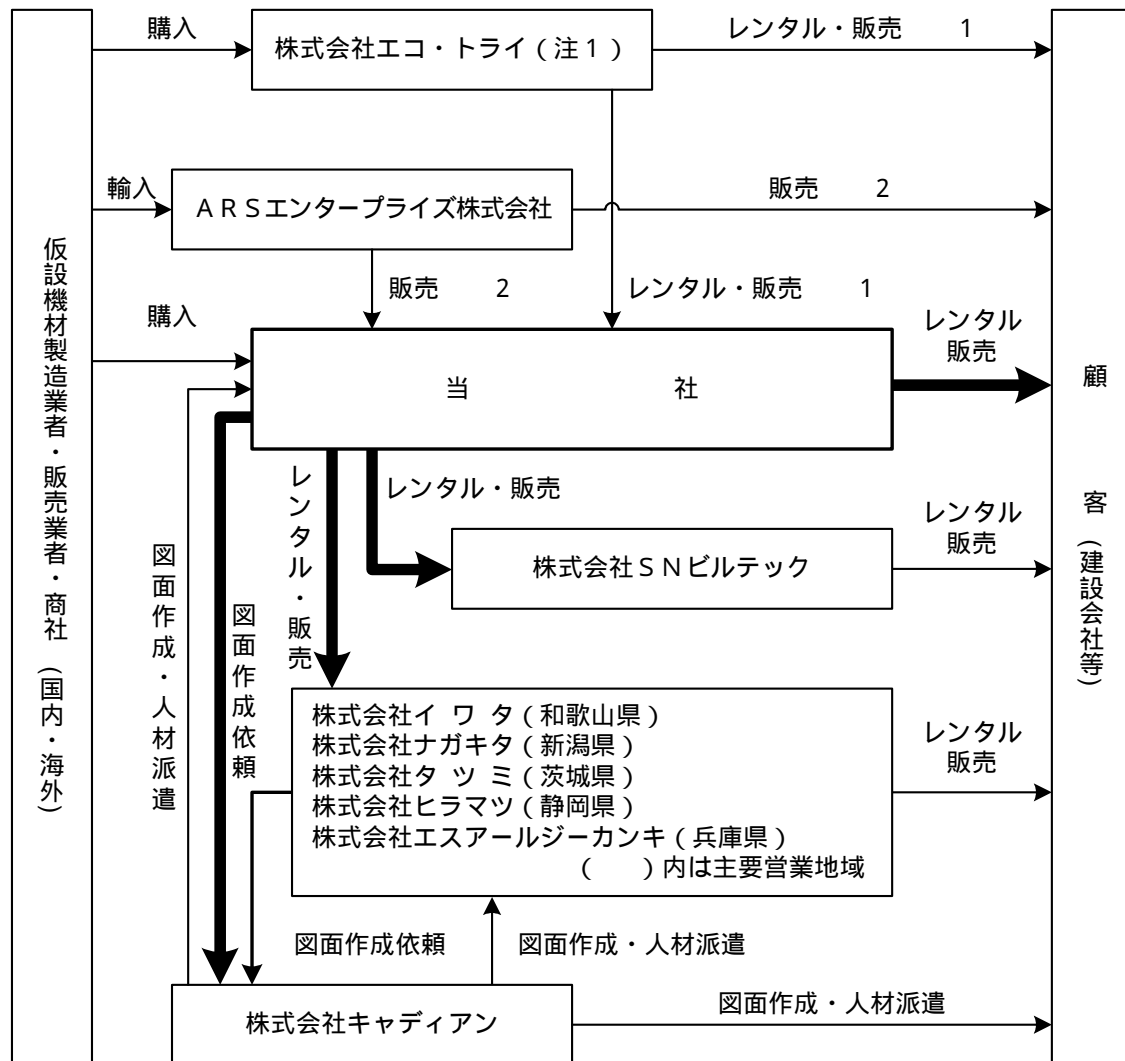 購入
株式会社エコ・トライ（注１）
レンタル・販売　１
輸入
ＡＲＳエンタープライズ株式会社
販売　２
仮設機材製造業者・販売業者・商社（国内・海外）
販売　２
レンタル・販売　１
購入
当　社
レンタル
販売
顧　客（建設会社等）
レンタル・販売
レンタル・販売
株式会社ＳＮビルテック
レンタル
販売
図面作成・人材派遣
図面作成依頼
株式会社イ ワ タ（和歌山県）
株式会社ナガキタ（新潟県）
株式会社タ ツ ミ（茨城県）
株式会社ヒラマツ（静岡県）
株式会社エスアールジーカンキ（兵庫県）
（　　）内は主要営業地域
レンタル
販売
図面作成依頼
図面作成・人材派遣
株式会社キャディアン
図面作成・人材派遣